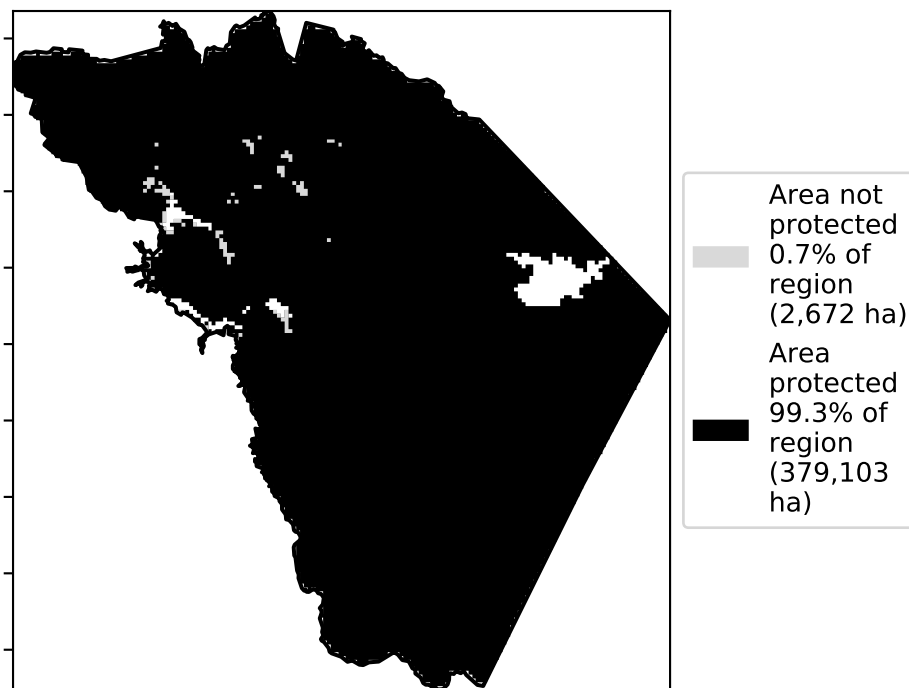 Area not
protected
0.7% of
region
(2,672 ha)
Area
protected
99.3% of
region
(379,103
ha)